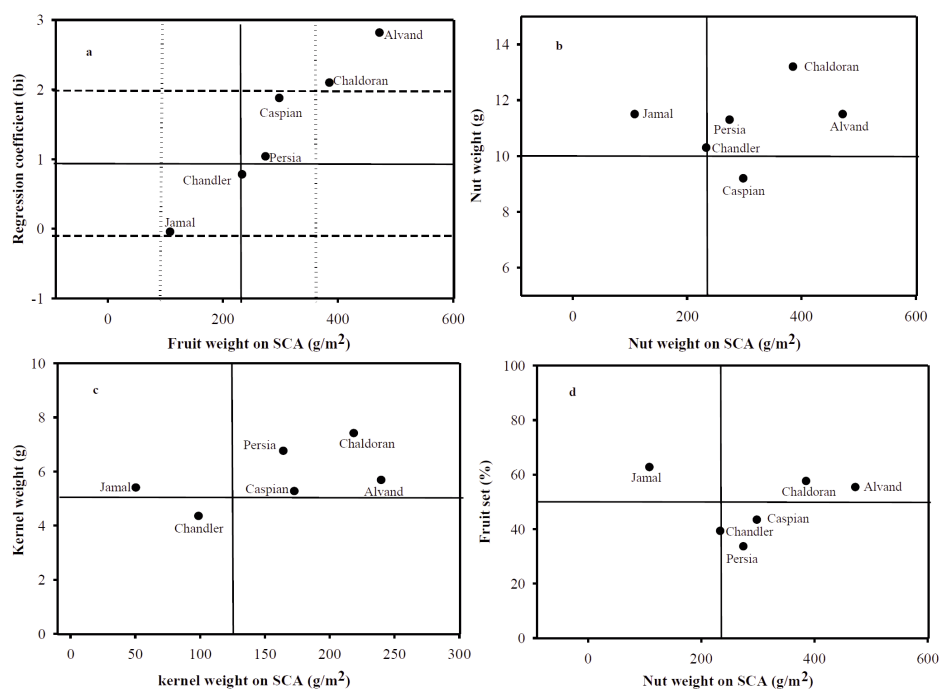 a
Regression coefficient (bi)
3
2
1
0
-1
Alvand
Chaldoran
Caspian
Persia
Chandler
Jamal
0
200
400
600
Fruit weight on SCA (g/m²)
b
Nut weight (g)
14
12
10
8
6
Chaldoran
Jamal
Persia
Alvand
Chandler
Caspian
0
200
400
600
Nut weight on SCA (g/m²)
c
Kernel weight (g)
10
8
6
4
2
0
Persia
Chaldoran
Jamal
Caspian
Alvand
Chandler
0
50
100
150
200
250
300
kernel weight on SCA (g/m²)
d
Fruit set (%)
100
80
60
40
20
0
Jamal
Chaldoran
Alvand
Caspian
Chandler
Persia
0
200
400
600
Nut weight on SCA (g/m²)